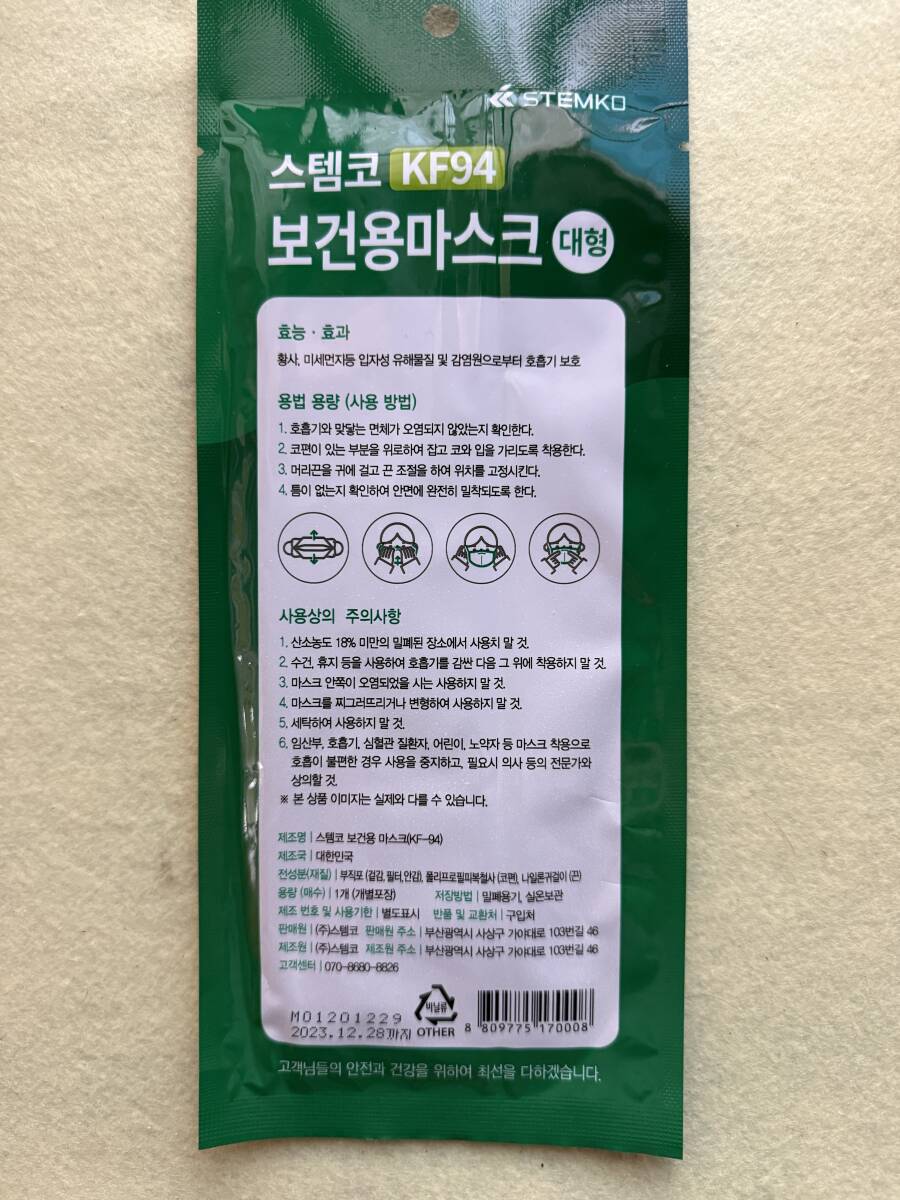 STEMKO
스템코 KF94
보건용마스크 대형
효능 · 효과
황사, 미세먼지등 입자성 유해물질 및 감염원으로부터 호흡기 보호
용법 용량 (사용 방법)
1. 호흡기와 맞닿는 면체가 오염되지 않았는지 확인한다.
2. 코편이 있는 부분을 위로하여 잡고 코와 입을 가리도록 착용한다.
3. 머리끈을 귀에 걸고 끈 조절을 하여 위치를 고정시킨다.
4. 틈이 없는지 확인하여 안면에 완전히 밀착되도록 한다.
사용상의 주의사항
1. 산소농도 18% 미만의 밀폐된 장소에서 사용치 말 것.
2. 수건, 휴지 등을 사용하여 호흡기를 감싼 다음 그 위에 착용하지 말 것.
3. 마스크 안쪽이 오염되었을 시는 사용하지 말 것.
4. 마스크를 찌그러뜨리거나 변형하여 사용하지 말 것.
5. 세탁하여 사용하지 말 것.
6. 임산부, 호흡기, 심혈관 질환자, 어린이, 노약자 등 마스크 착용으로
호흡이 불편한 경우 사용을 중지하고, 필요시 의사 등의 전문가와
상의할 것.
※ 본 상품 이미지는 실제와 다를 수 있습니다.
제조명 | 스템코 보건용 마스크(KF-94)
제조국 | 대한민국
전성분(재질) | 부직포 (겉감, 필터,안감), 폴리프로필피복철사 (코편), 나일론귀걸이 (끈)
용량 (매수) | 1개 (개별포장) 저장방법 | 밀폐용기, 실온보관
제조 번호 및 사용기한 | 별도표시 반품 및 교환처 | 구입처
판매원 | (주)스템코 판매원 주소 | 부산광역시 사상구 가야대로 103번길 46
제조원 | (주)스템코 제조원 주소 | 부산광역시 사상구 가야대로 103번길 46
고객센터 | 070-8680-8826
M01201229
2023.12.28까지
비닐류
OTHER
8 809775 170008
고객님들의 안전과 건강을 위하여 최선을 다하겠습니다.